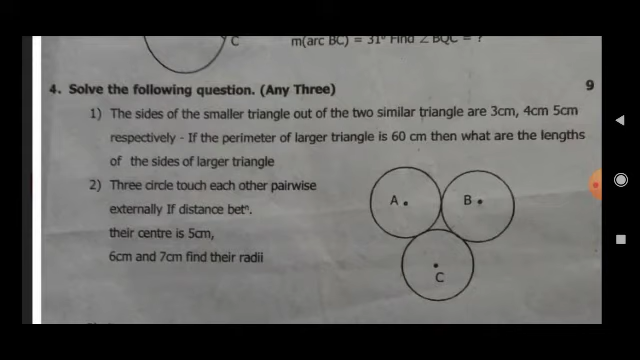 C
m(arc BC) = 31° Find ∠ BQC = ?
4. Solve the following question. (Any Three) 9
1) The sides of the smaller triangle out of the two similar triangle are 3cm, 4cm 5cm
respectively - If the perimeter of larger triangle is 60 cm then what are the lengths
of the sides of larger triangle
2) Three circle touch each other pairwise
externally If distance betⁿ.
their centre is 5cm,
6cm and 7cm find their radii
A
B
C